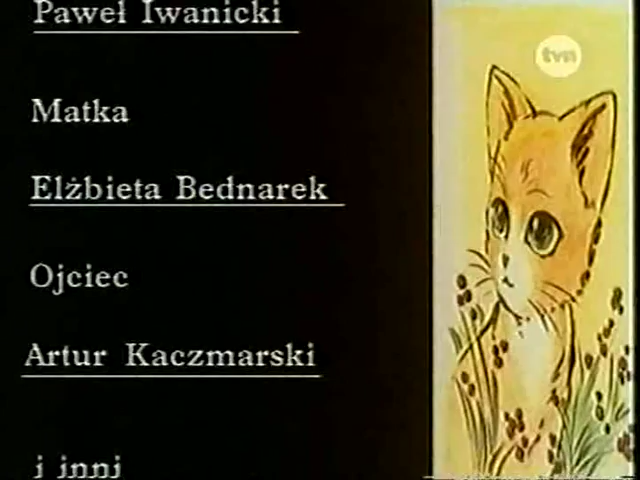 Paweł Iwanicki
Matka
Elżbieta Bednarek
Ojciec
Artur Kaczmarski
i inni
tvn